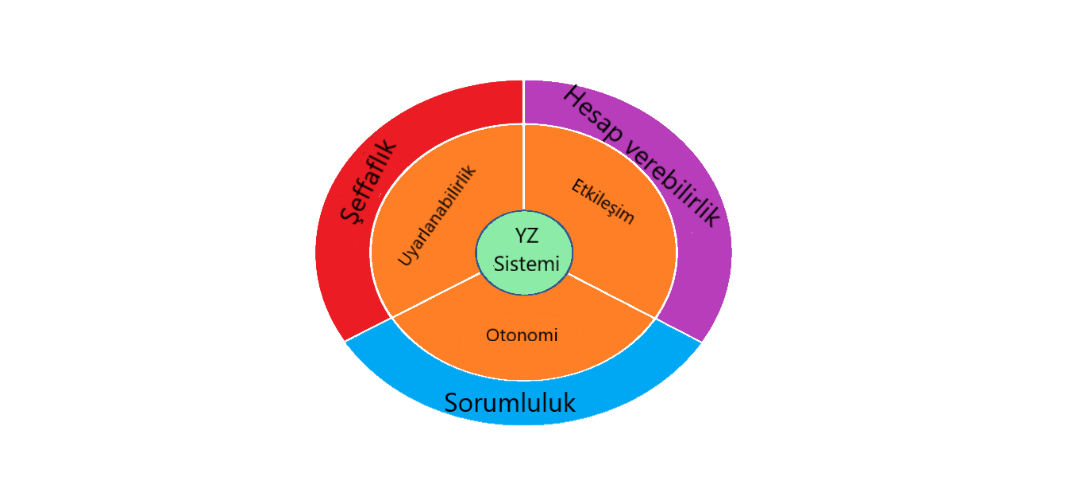 Şeffaflık
Hesap verebilirlik
Uyarlanabilirlik
Etkileşim
YZ
Sistemi
Otonomi
Sorumluluk